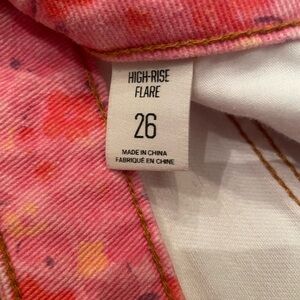 HIGH-RISE
FLARE
26
MADE IN CHINA
FABRIQUÉ EN CHINE